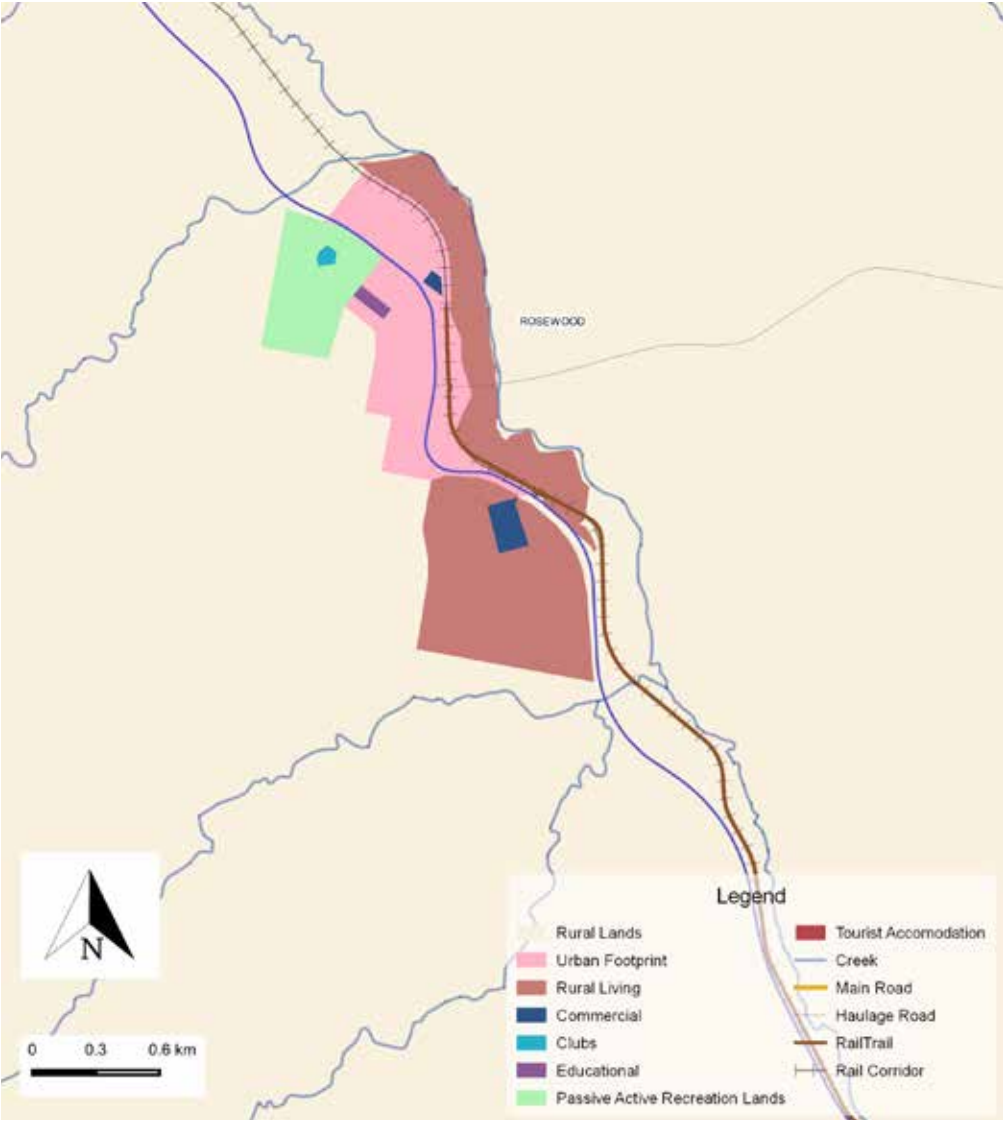 ROSEWOOD
N
0 0.3 0.6 km
Legend
Rural Lands
Urban Footprint
Rural Living
Commercial
Clubs
Educational
Passive Active Recreation Lands
Tourist Accomodation
Creek
Main Road
Haulage Road
RailTrail
Rail Corridor